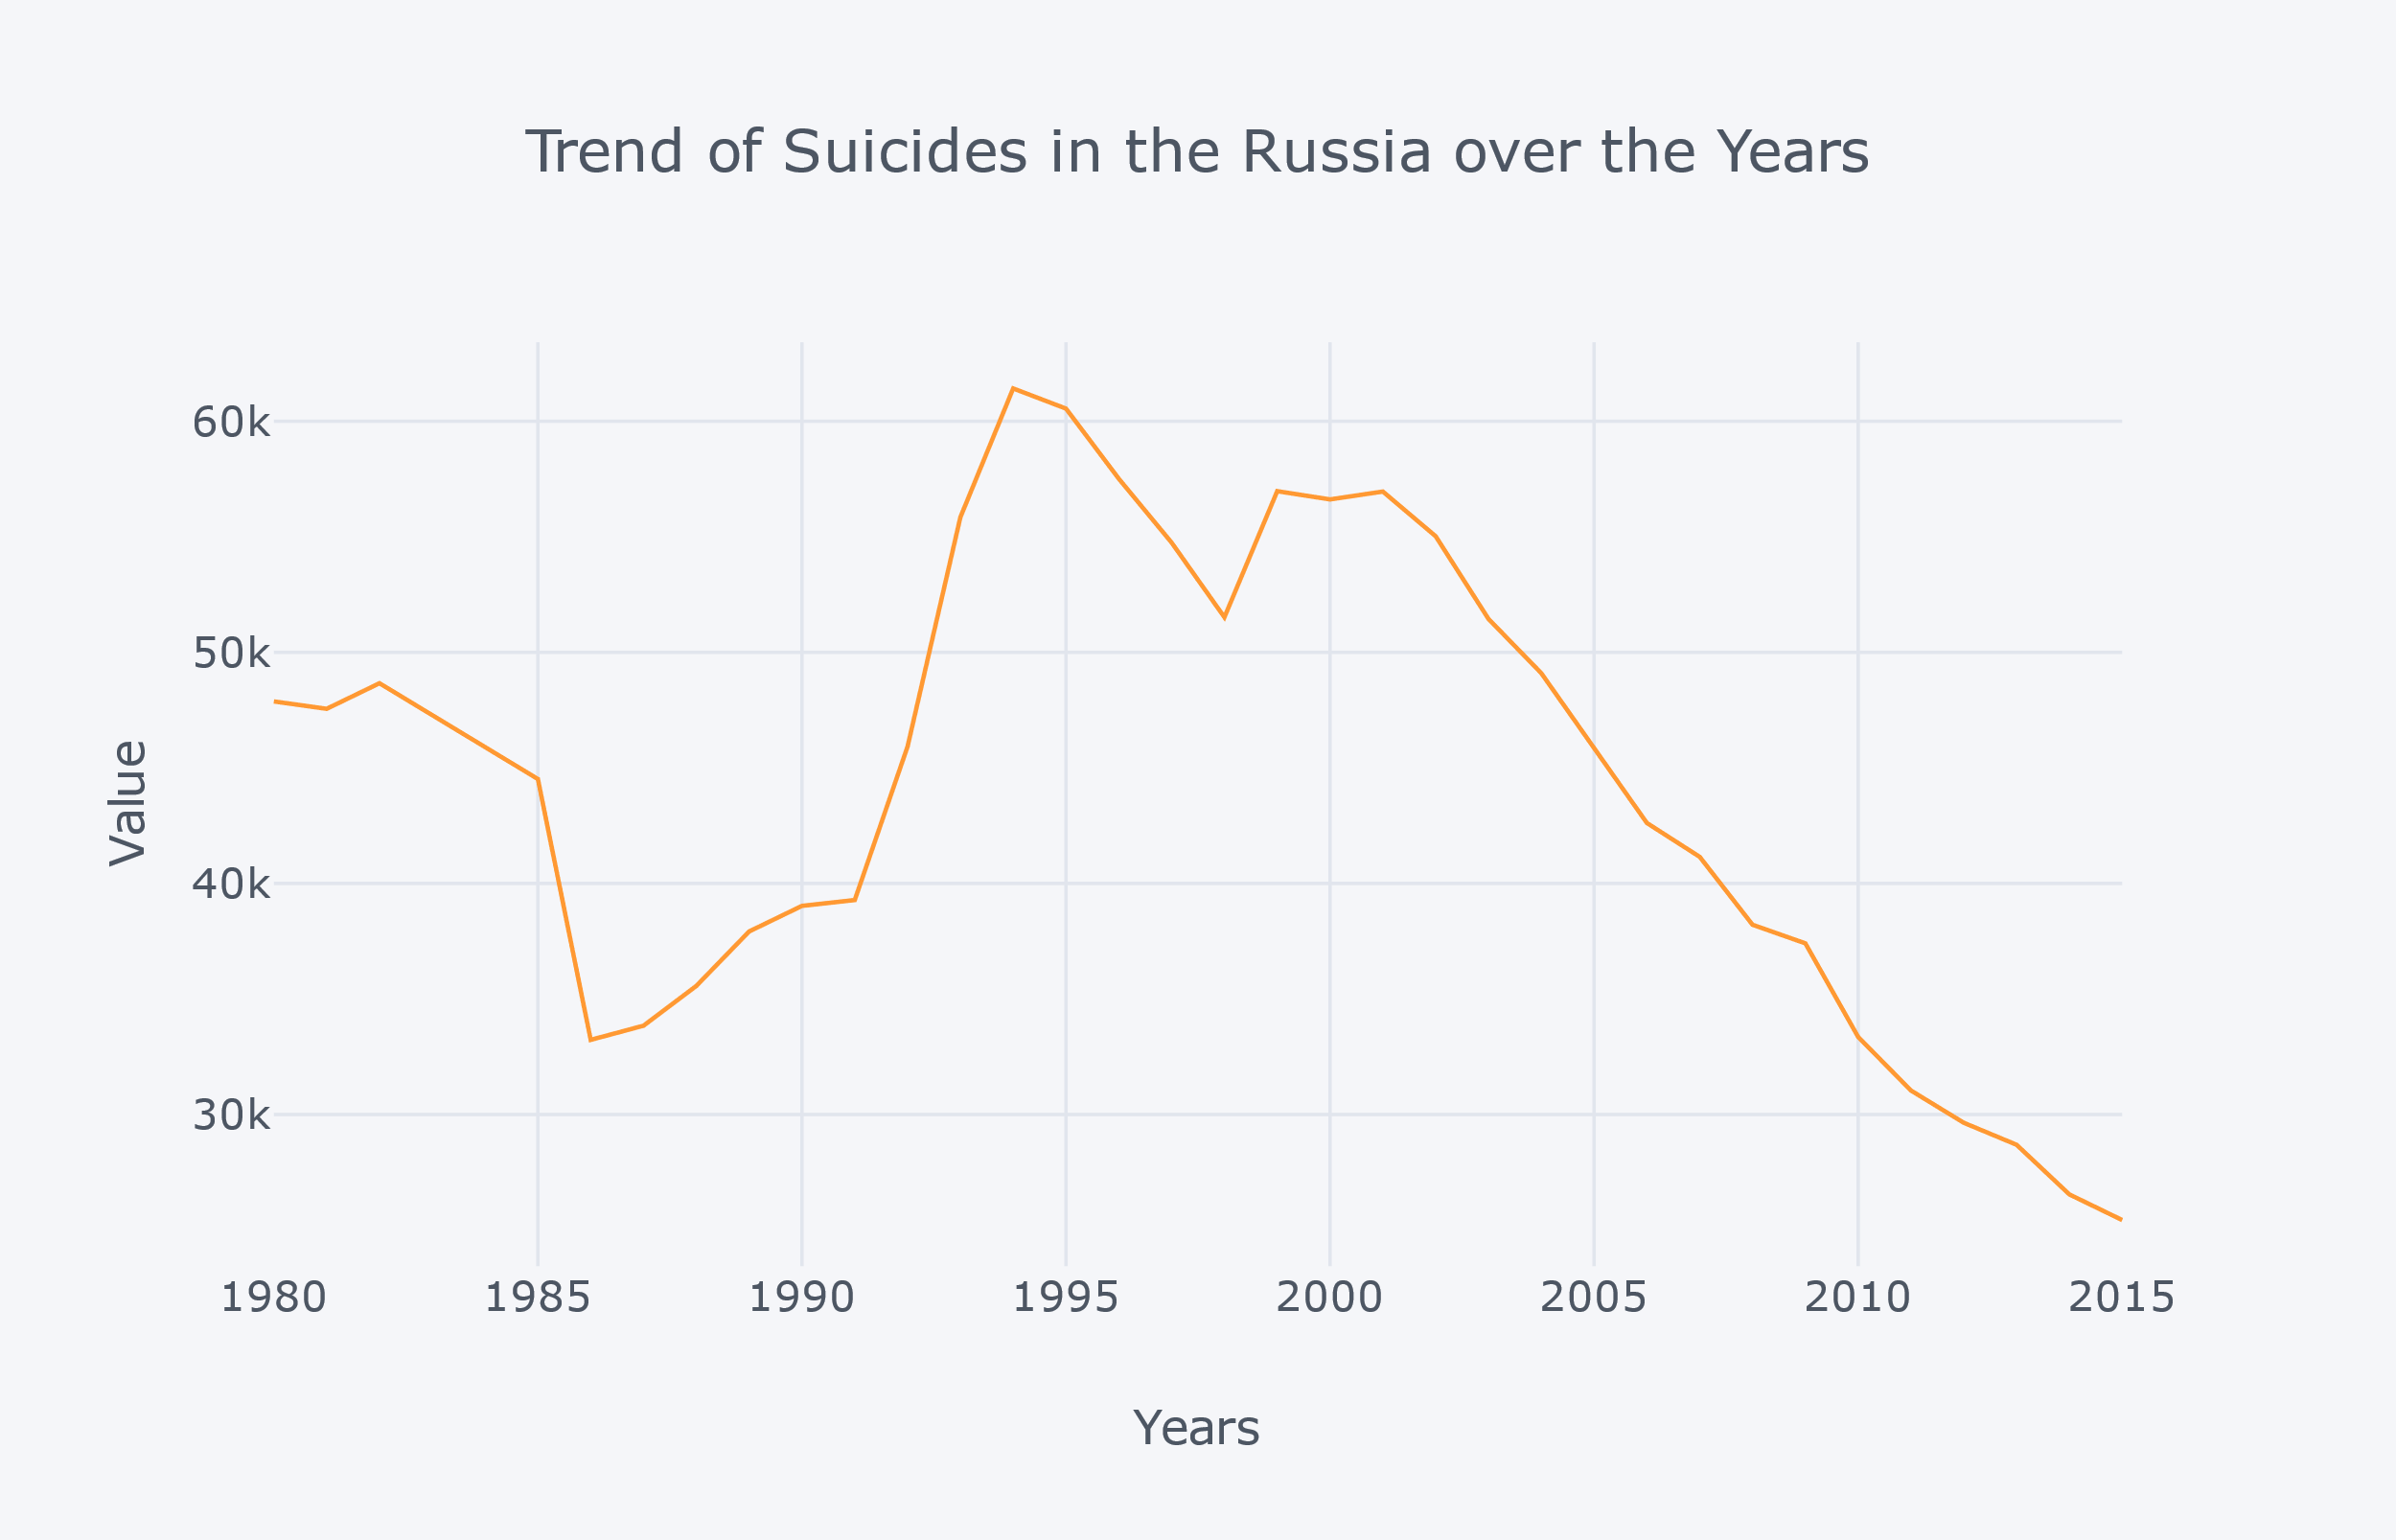 Trend of Suicides in the Russia over the Years
60k
50k
40k
30k
Value
1980 1985 1990 1995 2000 2005 2010 2015
Years